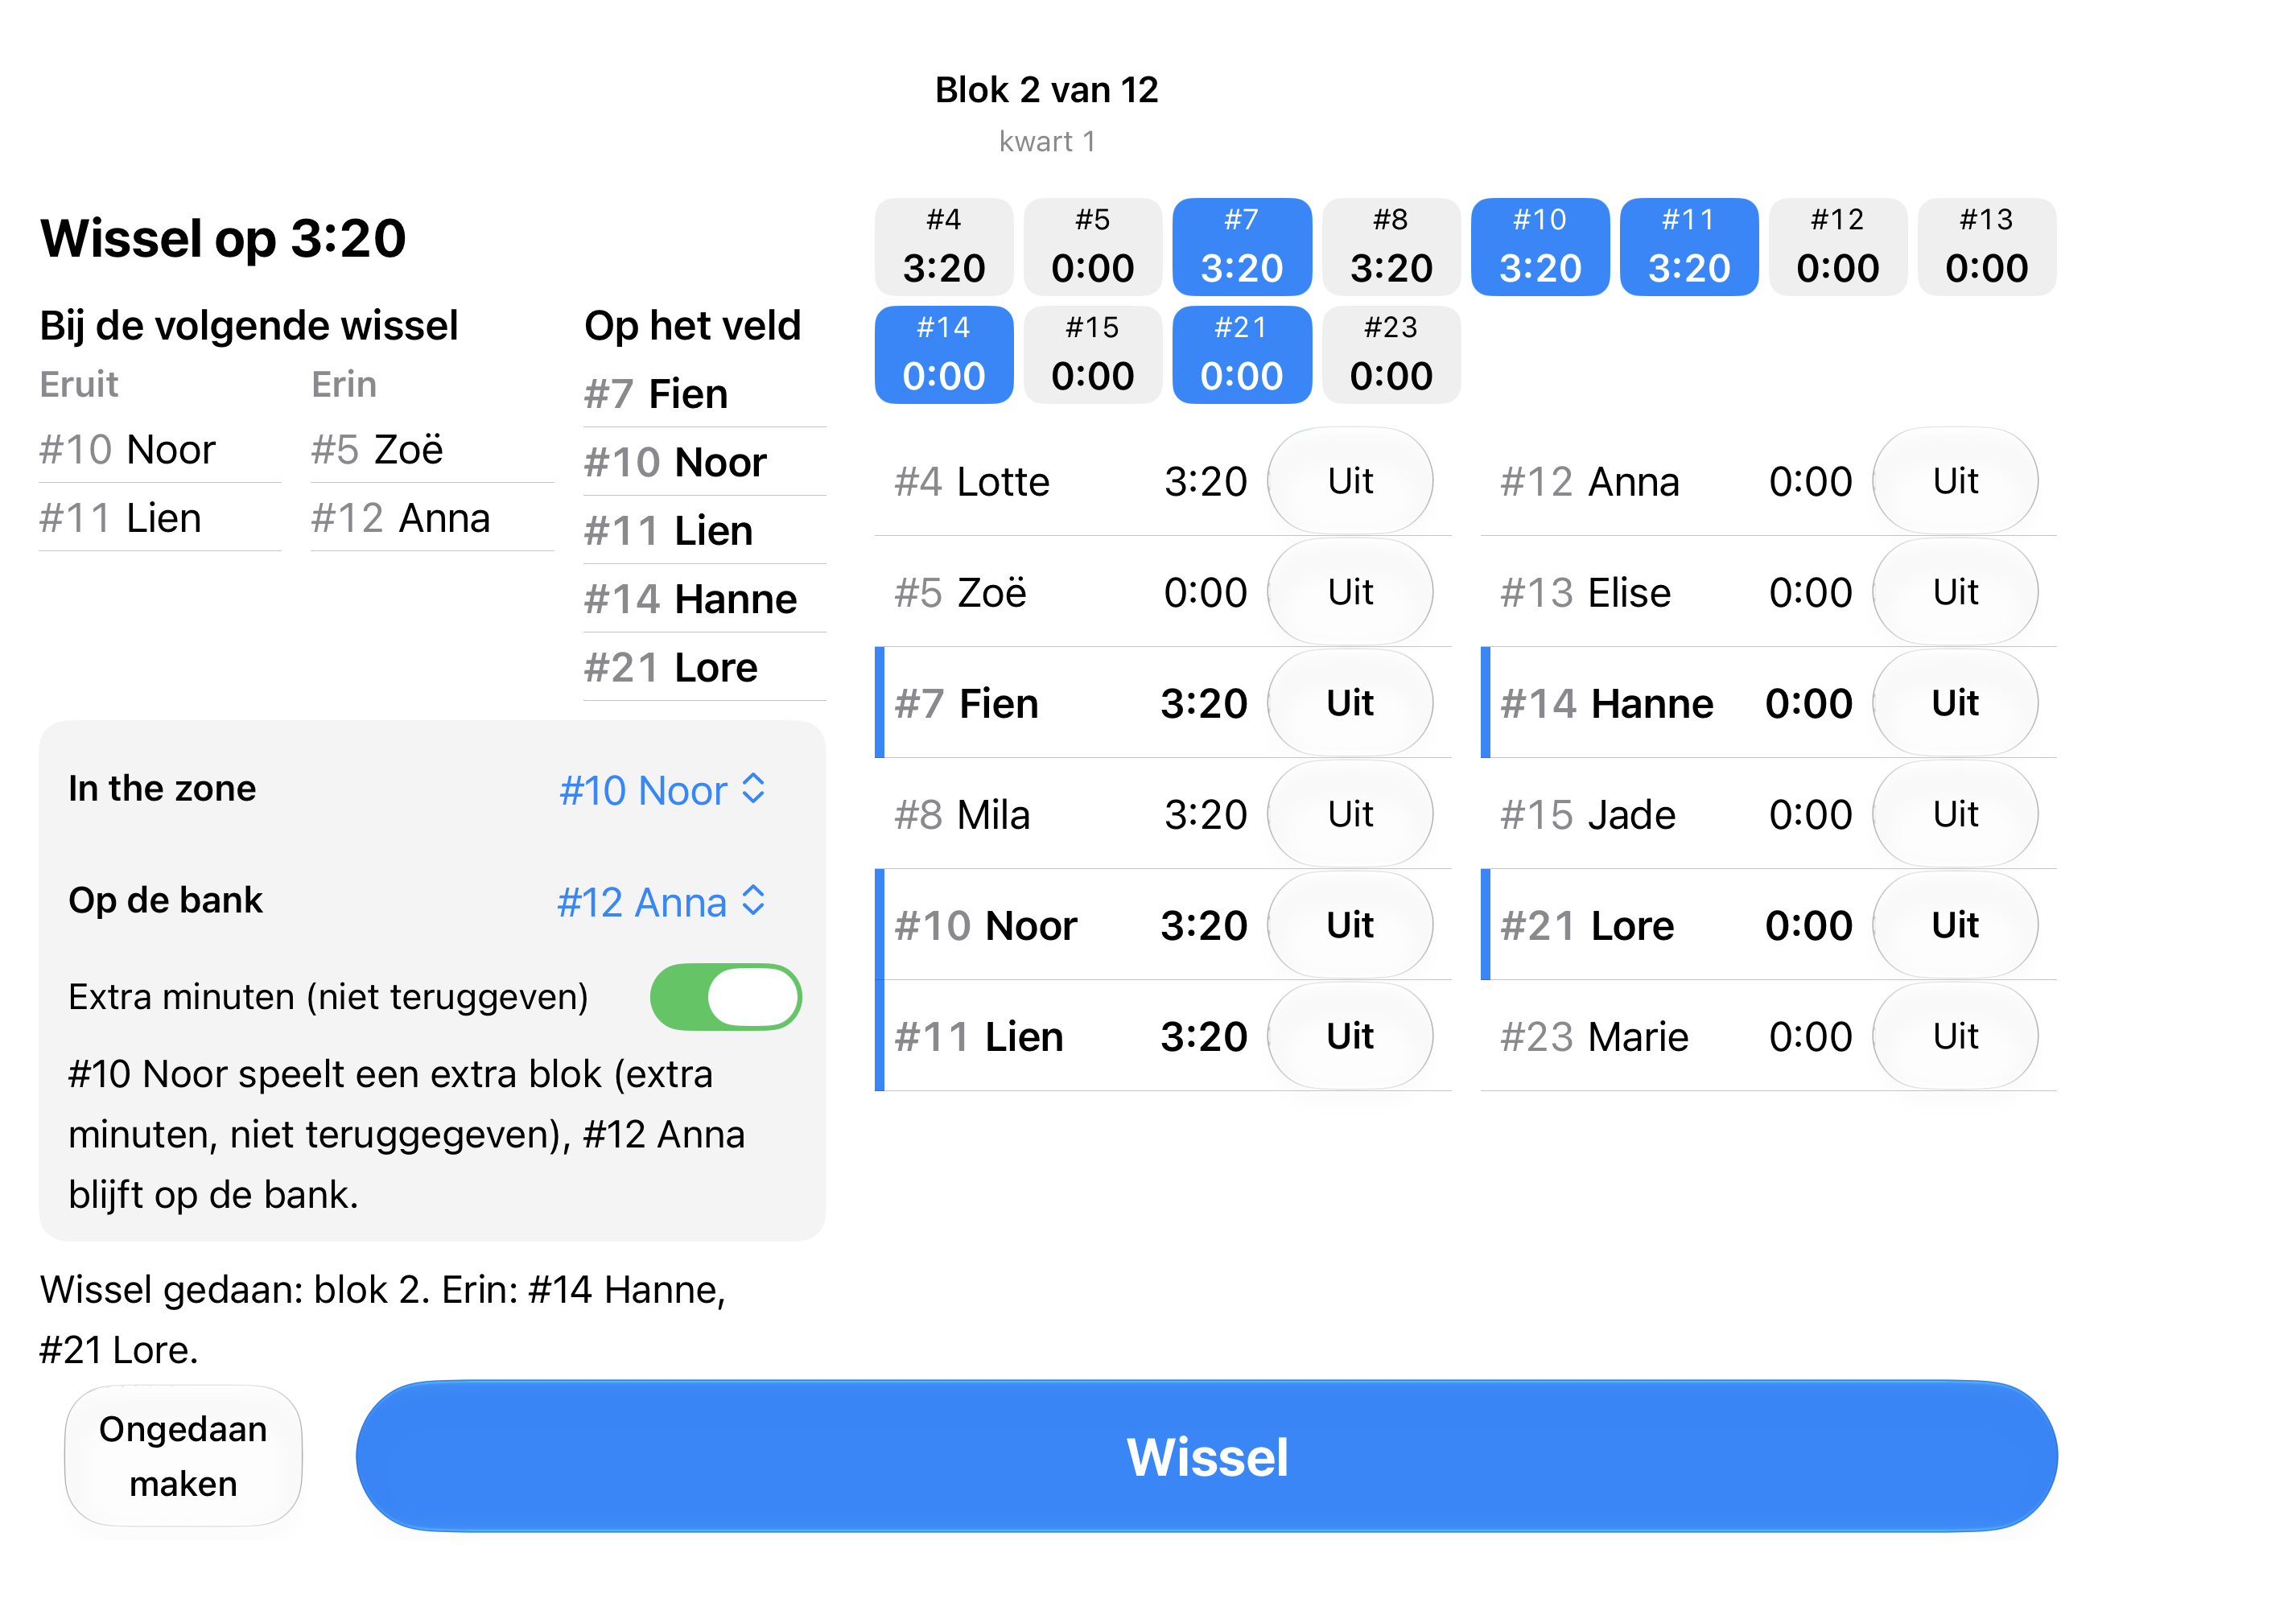 Blok 2 van 12
kwart 1
Wissel op 3:20
Bij de volgende wissel
Eruit Erin
#10 Noor #5 Zoë
#11 Lien #12 Anna
Op het veld
#7 Fien
#10 Noor
#11 Lien
#14 Hanne
#21 Lore
In the zone #10 Noor
Op de bank #12 Anna
Extra minuten (niet teruggeven)
#10 Noor speelt een extra blok (extra
minuten, niet teruggegeven), #12 Anna
blijft op de bank.
Wissel gedaan: blok 2. Erin: #14 Hanne,
#21 Lore.
#4 #5 #7 #8 #10 #11 #12 #13
3:20 0:00 3:20 3:20 3:20 3:20 0:00 0:00
#14 #15 #21 #23
0:00 0:00 0:00 0:00
#4 Lotte 3:20 Uit
#5 Zoë 0:00 Uit
#7 Fien 3:20 Uit
#8 Mila 3:20 Uit
#10 Noor 3:20 Uit
#11 Lien 3:20 Uit
#12 Anna 0:00 Uit
#13 Elise 0:00 Uit
#14 Hanne 0:00 Uit
#15 Jade 0:00 Uit
#21 Lore 0:00 Uit
#23 Marie 0:00 Uit
Ongedaan
maken
Wissel